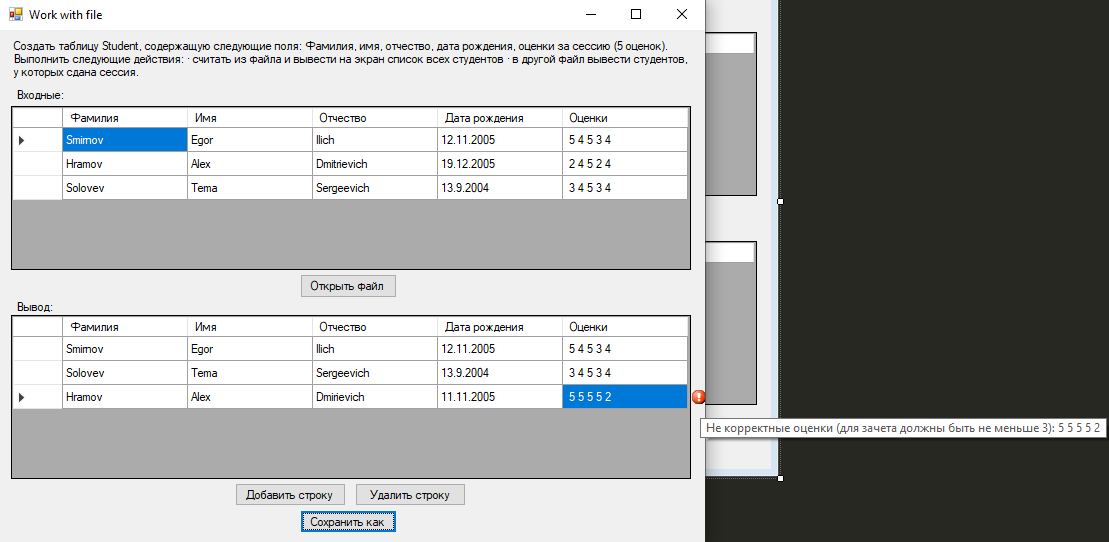 Work with file
Создать таблицу Student, содержащую следующие поля: Фамилия, имя, отчество, дата рождения, оценки за сессию (5 оценок).
Выполнить следующие действия: · считать из файла и вывести на экран список всех студентов · в другой файл вывести студентов,
у которых сдана сессия.
Входные:
Фамилия Имя Отчество Дата рождения Оценки
Smirnov Egor Ilich 12.11.2005 5 4 5 3 4
Hramov Alex Dmitrievich 19.12.2005 2 4 5 2 4
Solovev Tema Sergeevich 13.9.2004 3 4 5 3 4
Открыть файл
Вывод:
Фамилия Имя Отчество Дата рождения Оценки
Smirnov Egor Ilich 12.11.2005 5 4 5 3 4
Solovev Tema Sergeevich 13.9.2004 3 4 5 3 4
Hramov Alex Dmirievich 11.11.2005 5 5 5 5 2
Не корректные оценки (для зачета должны быть не меньше 3): 5 5 5 5 2
Добавить строку Удалить строку
Сохранить как